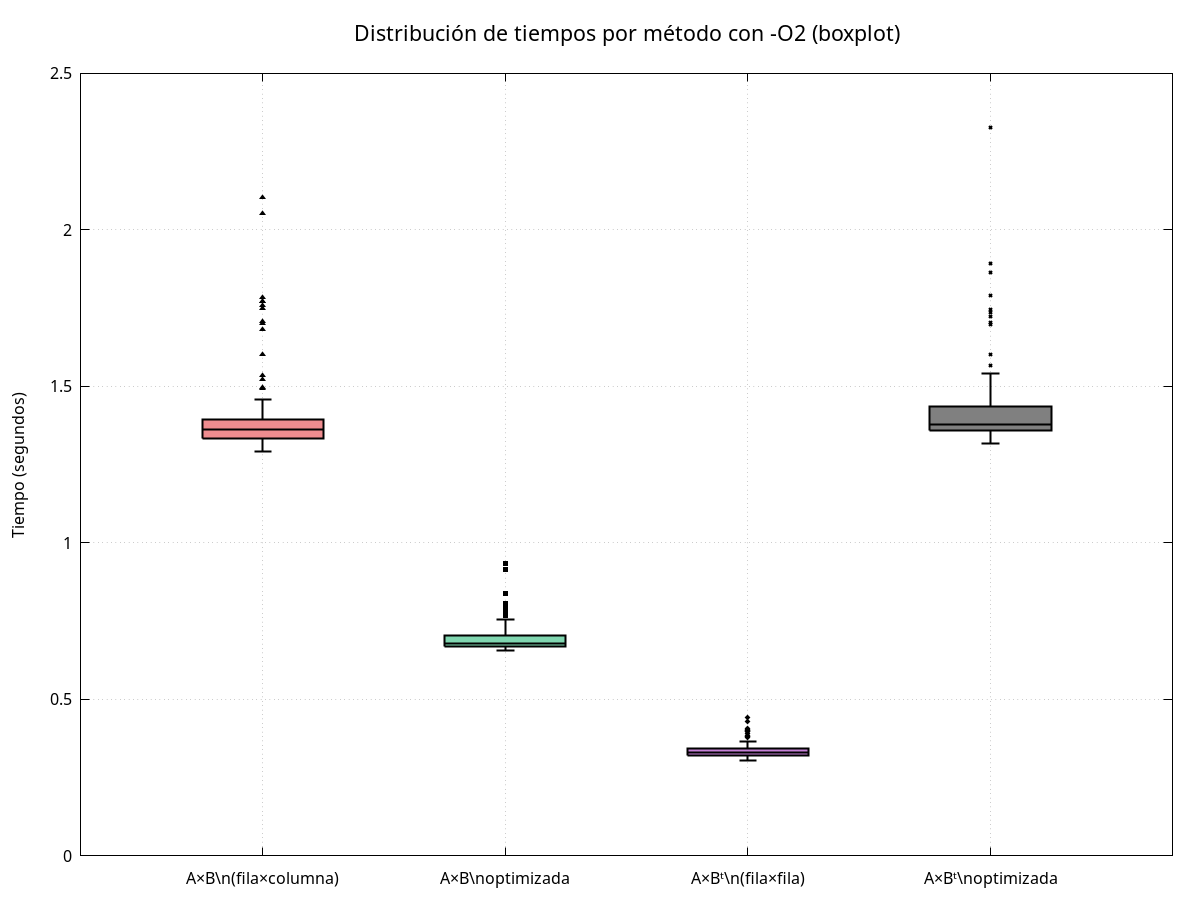 Distribución de tiempos por método con -O2 (boxplot)
2.5
2
1.5
1
0.5
0
Tiempo (segundos)
A×B\n(fila×columna)
A×B\noptimizada
A×Bᵗ\n(fila×fila)
A×Bᵗ\noptimizada